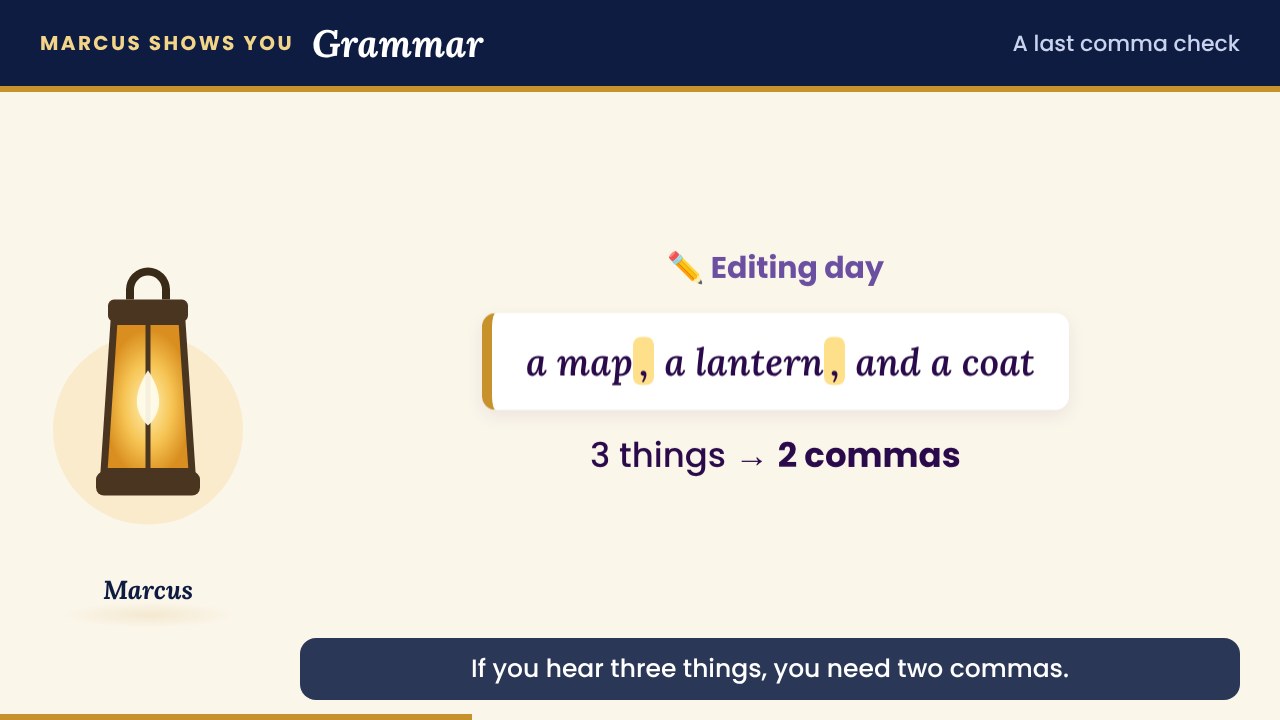 MARCUS SHOWS YOU Grammar
A last comma check
✏️ Editing day
a map, a lantern, and a coat
3 things → 2 commas
Marcus
If you hear three things, you need two commas.